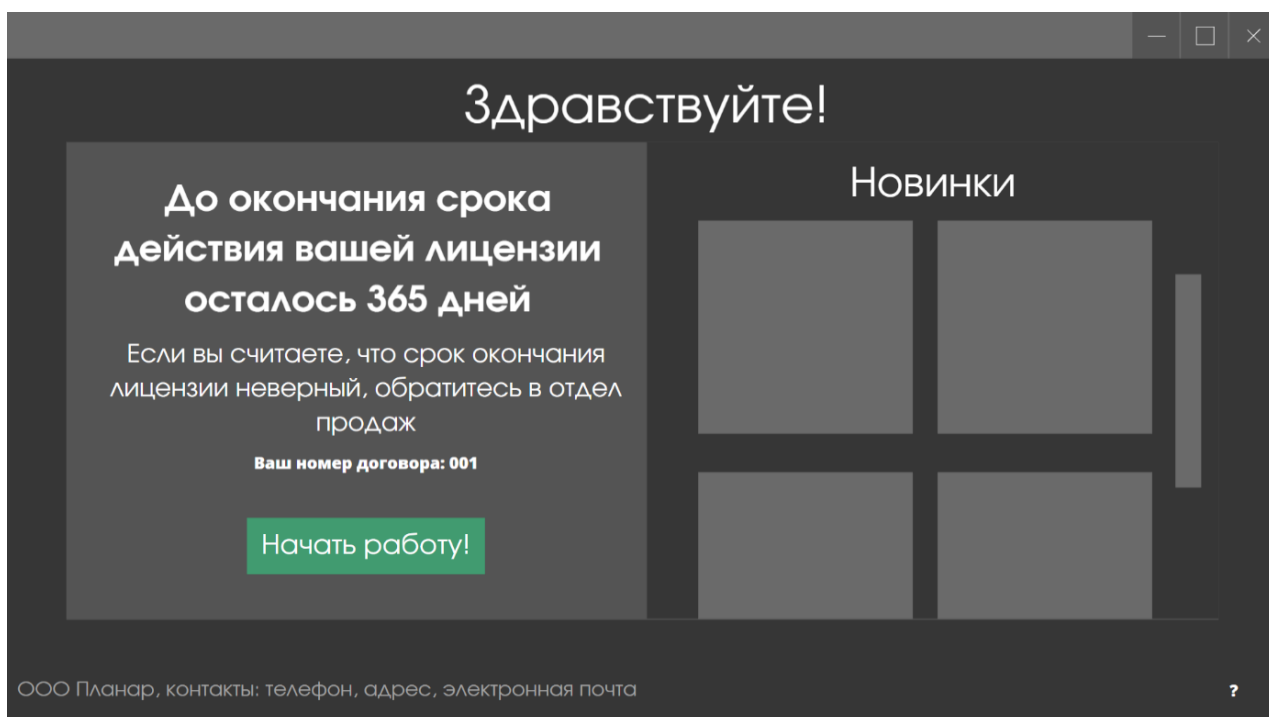 Здравствуйте!
До окончания срока
действия вашей лицензии
осталось 365 дней
Если вы считаете, что срок окончания
лицензии неверный, обратитесь в отдел
продаж
Ваш номер договора: 001
Начать работу!
Новинки
ООО Планар, контакты: телефон, адрес, электронная почта
?